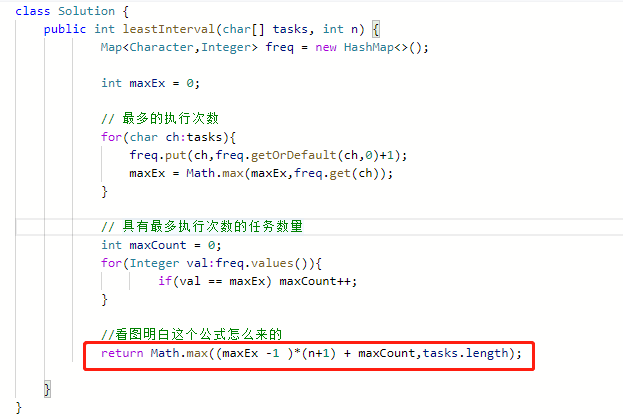 class Solution {
public int leastInterval(char[] tasks, int n) {
Map<Character,Integer> freq = new HashMap<>();
int maxEx = 0;
// 最多的执行次数
for(char ch:tasks){
freq.put(ch,freq.getOrDefault(ch,0)+1);
maxEx = Math.max(maxEx,freq.get(ch));
}
// 具有最多执行次数的任务数量
int maxCount = 0;
for(Integer val:freq.values()){
if(val == maxEx) maxCount++;
}
//看图明白这个公式怎么来的
return Math.max((maxEx -1 )*(n+1) + maxCount,tasks.length);
}
}